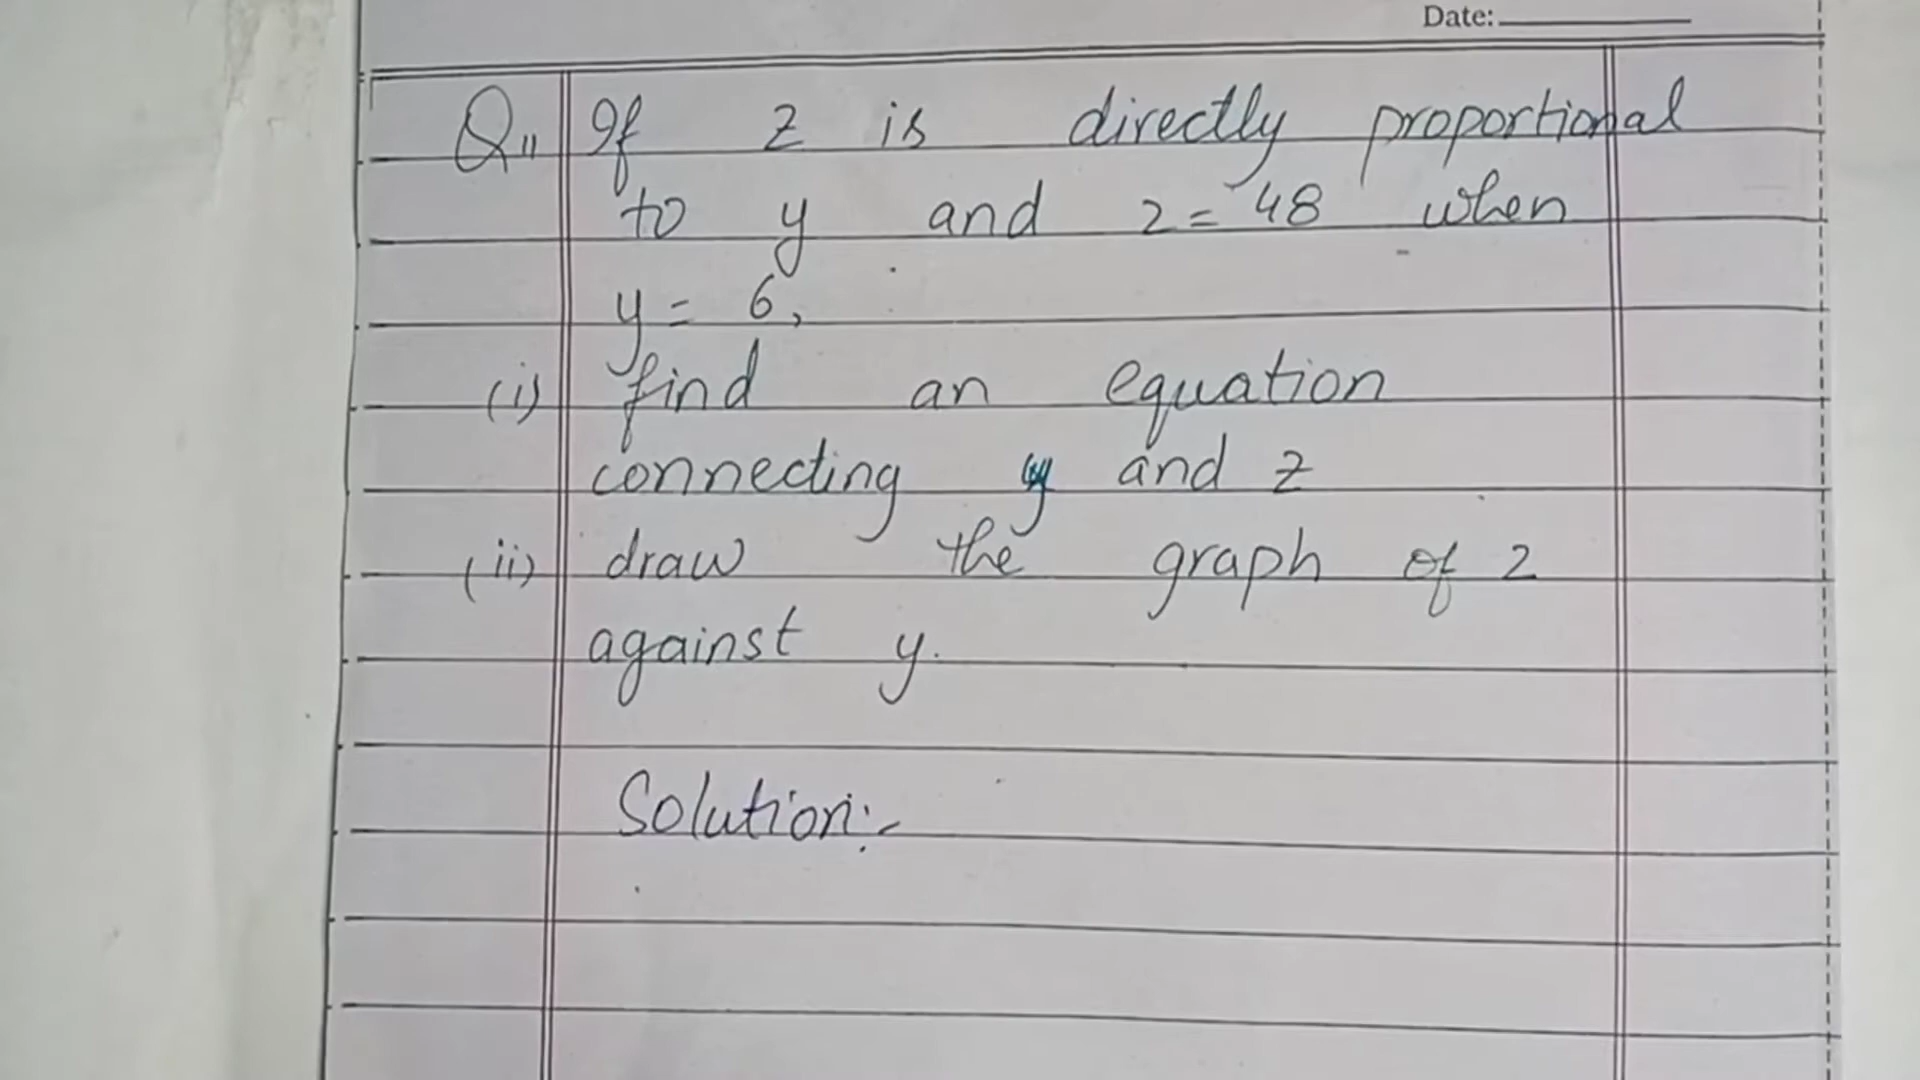 Date:
Q11 If z is directly proportional
to y and z = 48 when
y = 6,
(i) find an equation
connecting y and z
(ii) draw the graph of z
against y.
Solution:-